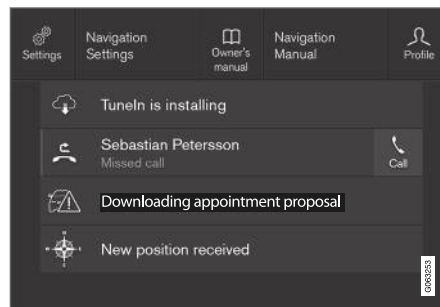 Settings
Navigation
Settings
Owner's
manual
Navigation
Manual
Profile
TuneIn is installing
Sebastian Petersson
Missed call
Call
Downloading appointment proposal
New position received
G063253